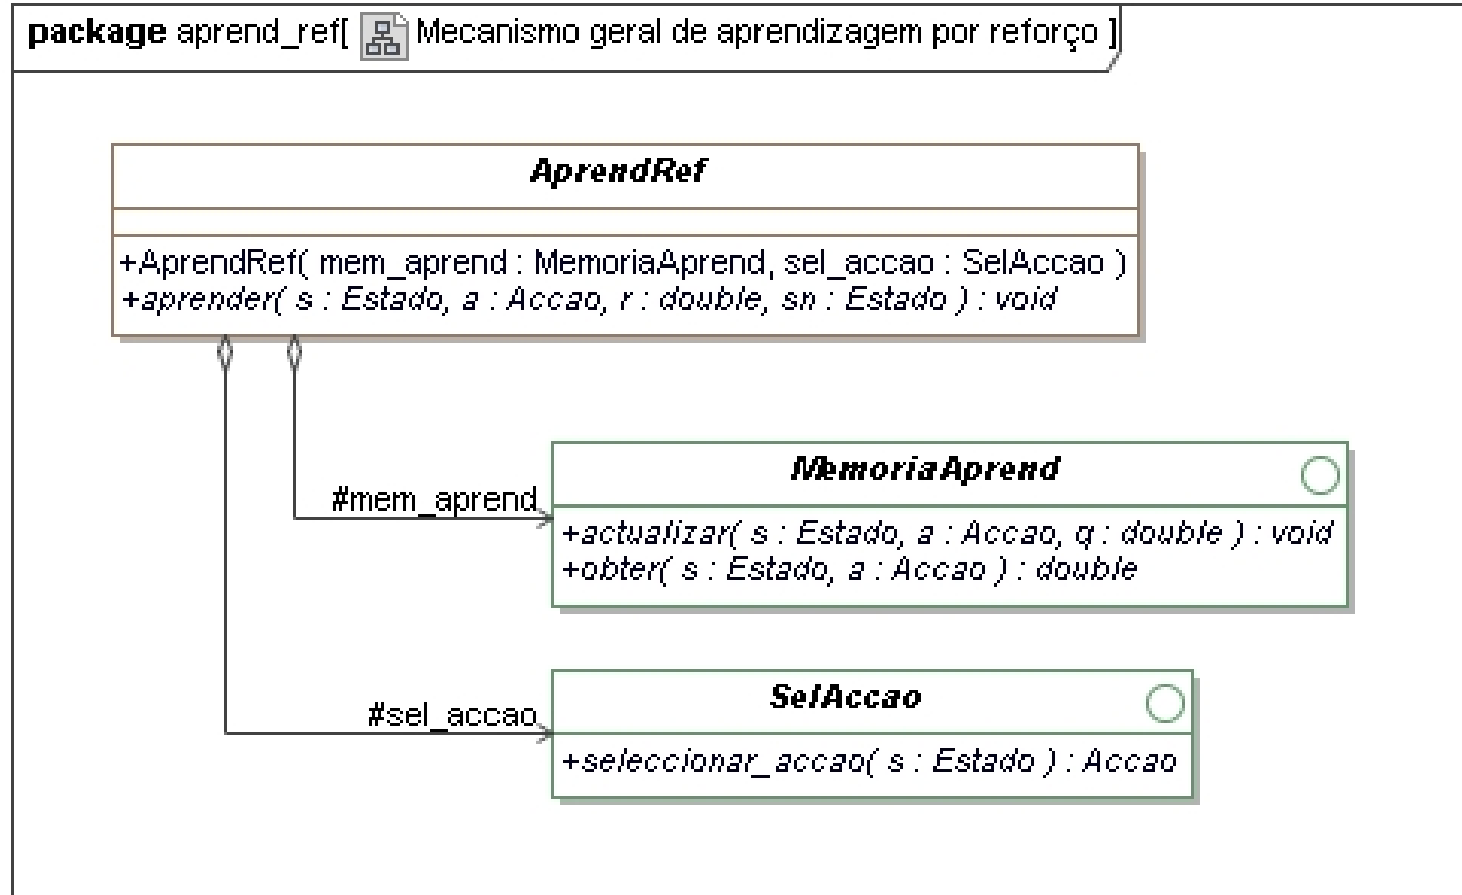 package aprend_ref[ Mecanismo geral de aprendizagem por reforço ]
AprendRef
+AprendRef( mem_aprend : MemoriaAprend, sel_accao : SelAccao )
+aprender( s : Estado, a : Accao, r : double, sn : Estado ) : void
#mem_aprend
MemoriaAprend
+actualizar( s : Estado, a : Accao, q : double ) : void
+obter( s : Estado, a : Accao ) : double
#sel_accao
SelAccao
+seleccionar_accao( s : Estado ) : Accao